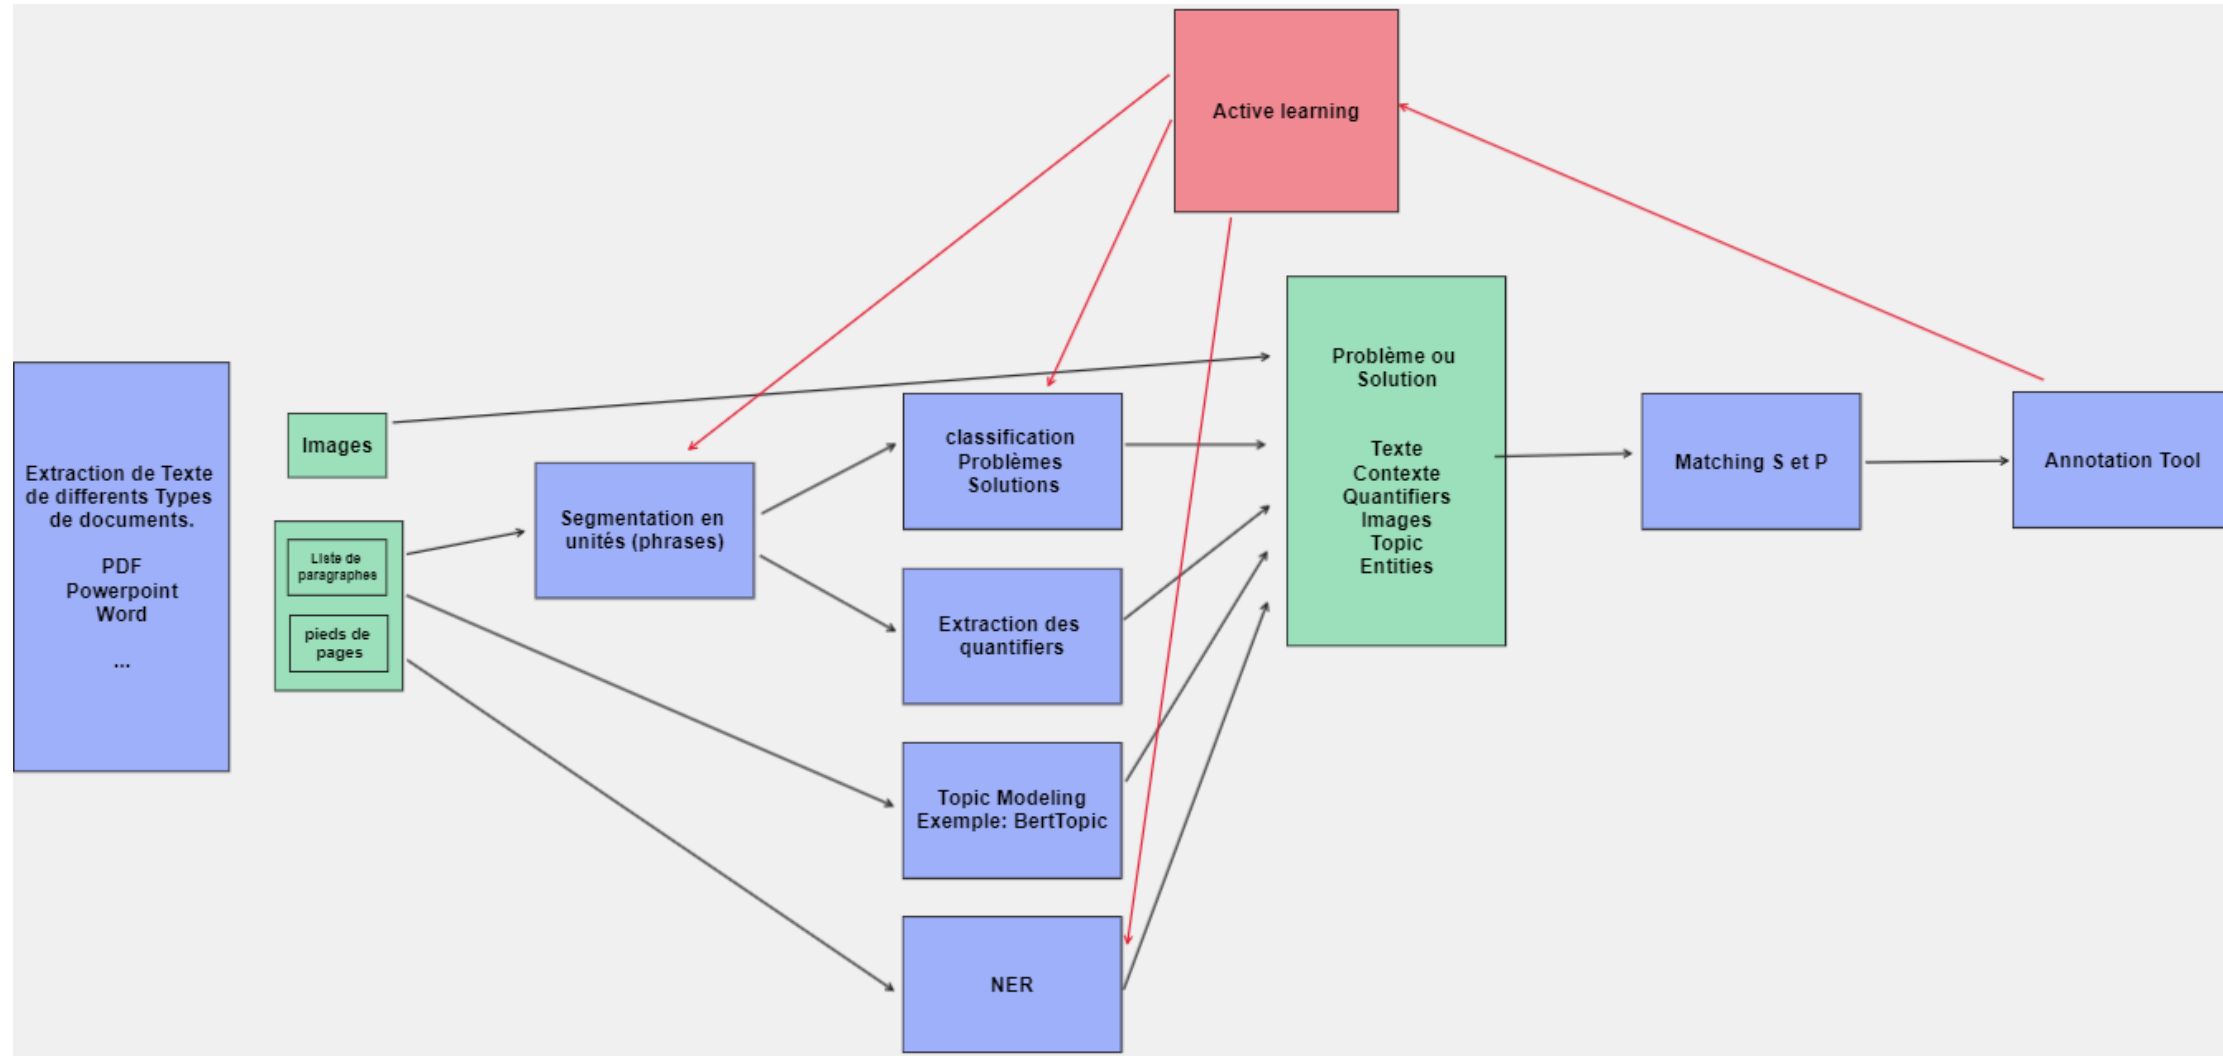 Active learning
Extraction de Texte
de differents Types
de documents.
PDF
Powerpoint
Word
...
Images
Liste de
paragraphes
pieds de
pages
Segmentation en
unités (phrases)
classification
Problèmes
Solutions
Extraction des
quantifiers
Topic Modeling
Exemple: BertTopic
NER
Problème ou
Solution
Texte
Contexte
Quantifiers
Images
Topic
Entities
Matching S et P
Annotation Tool